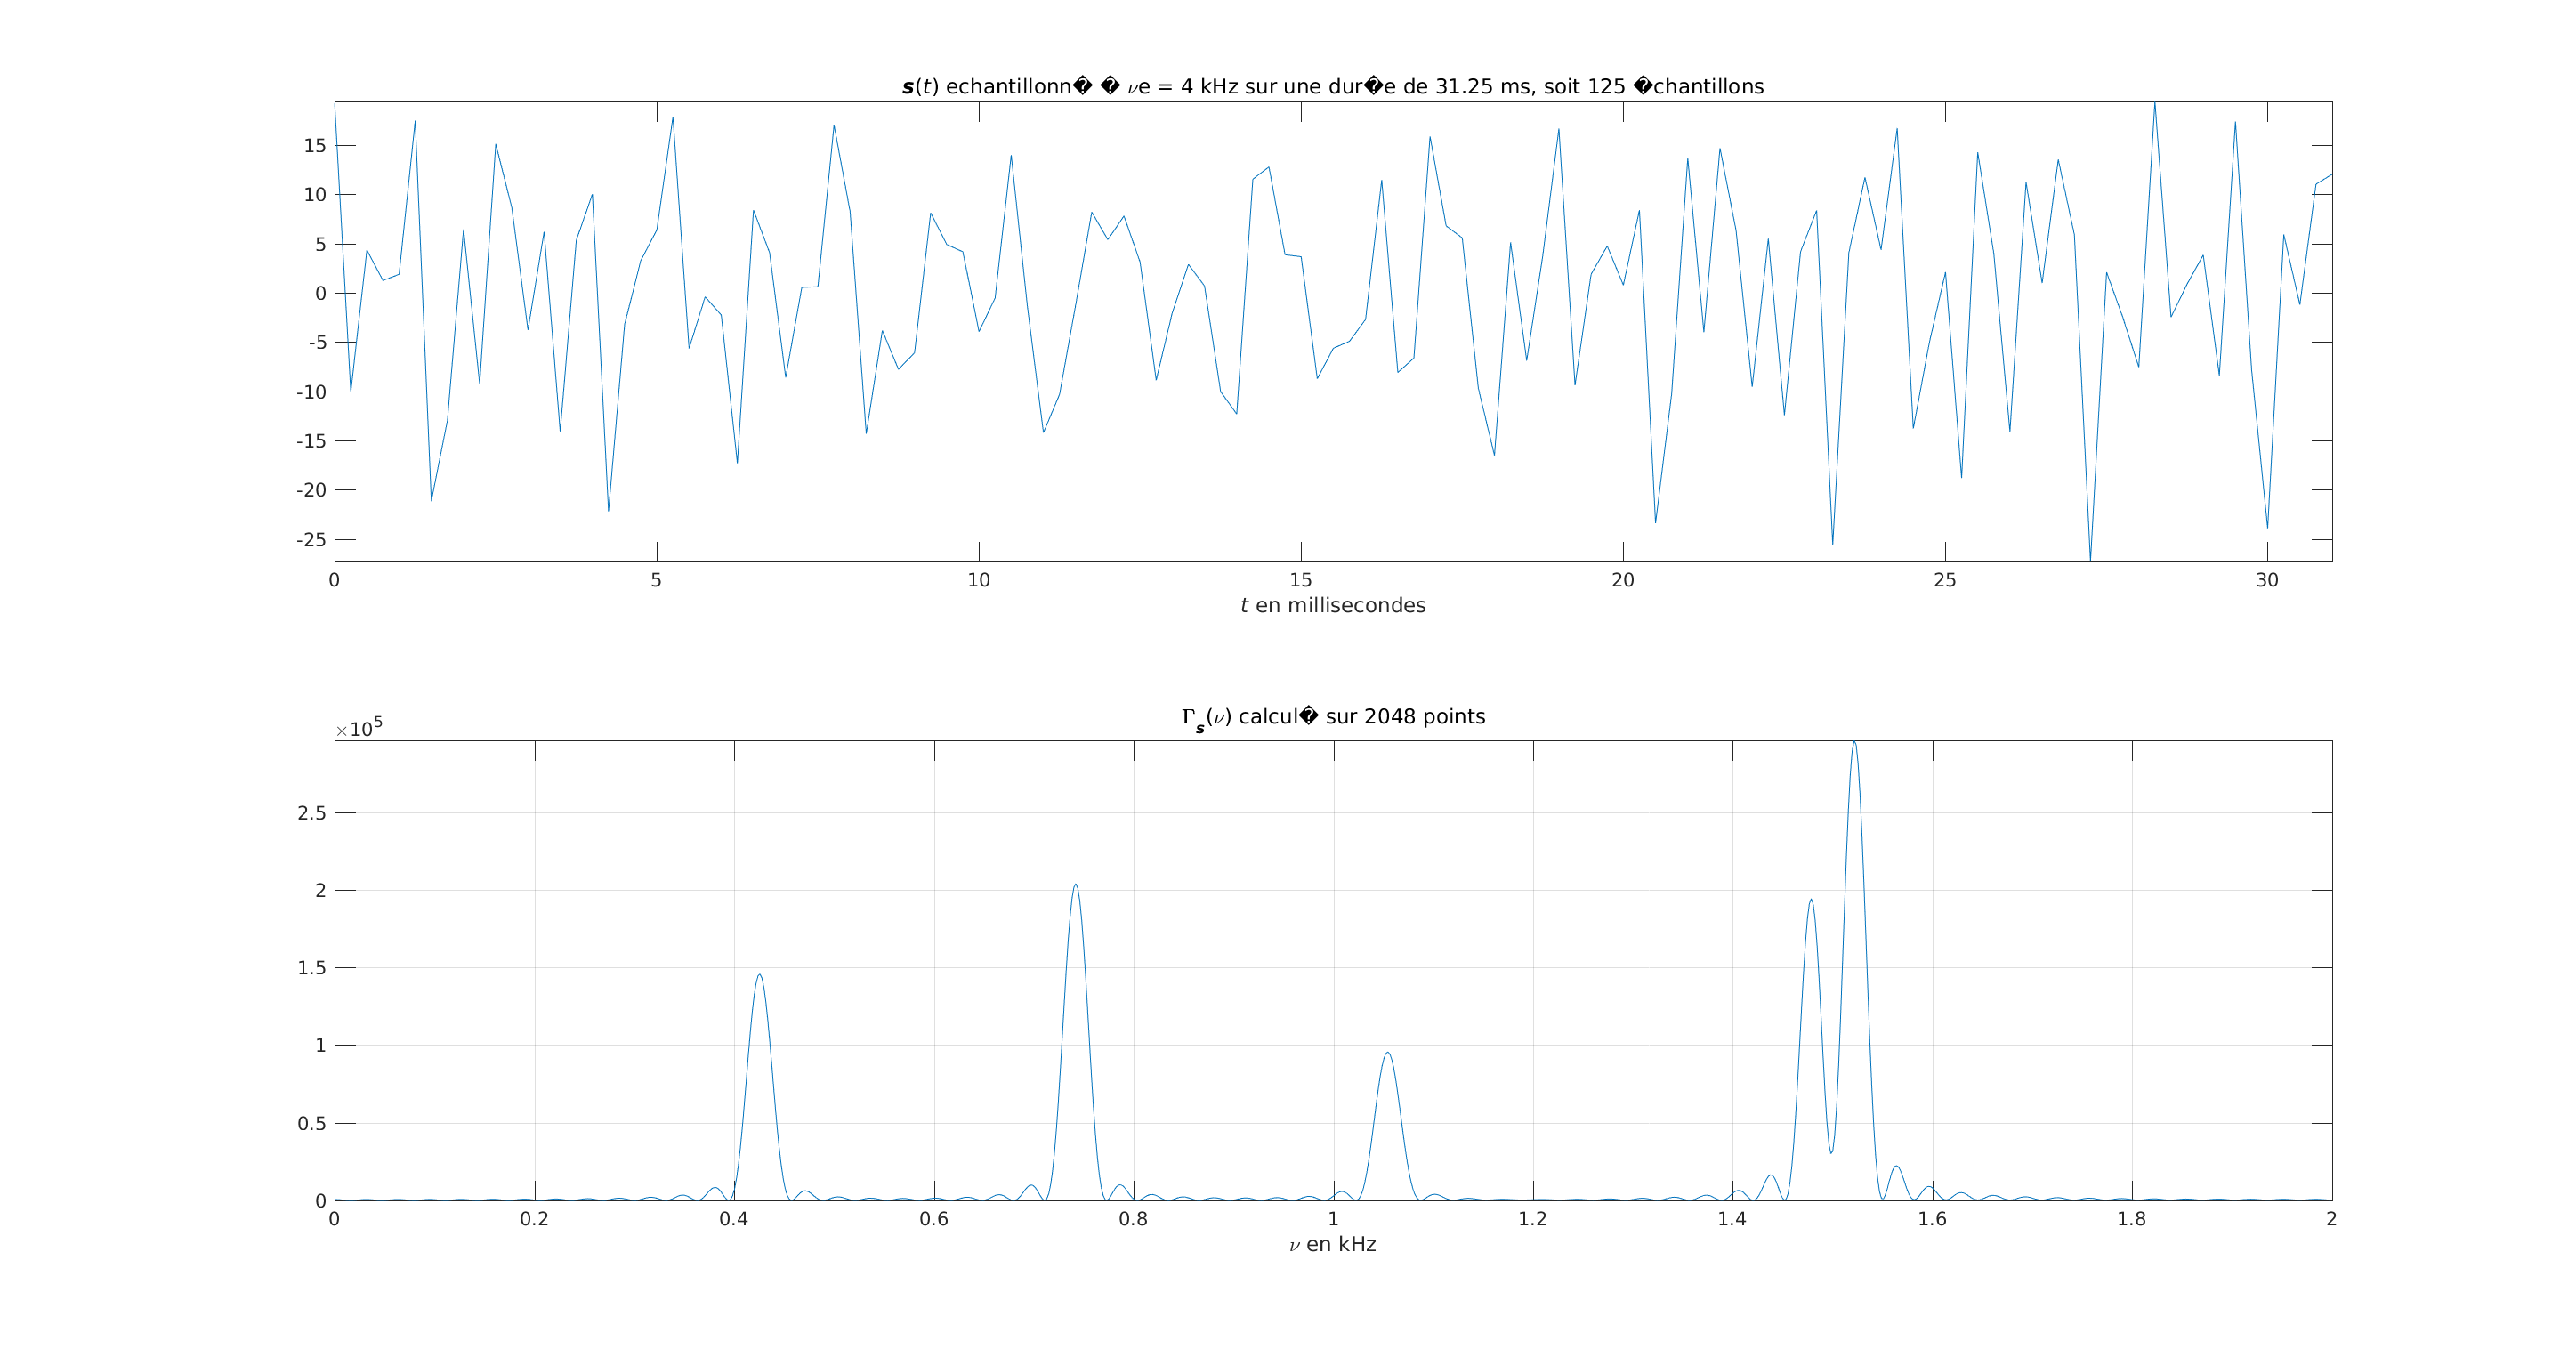 s(t) echantillonn� � νe = 4 kHz sur une dur�e de 31.25 ms, soit 125 �chantillons
15
10
5
0
-5
-10
-15
-20
-25
0 5 10 15 20 25 30
t en millisecondes
Γs(ν) calcul� sur 2048 points
×10^5
2.5
2
1.5
1
0.5
0
0 0.2 0.4 0.6 0.8 1 1.2 1.4 1.6 1.8 2
ν en kHz